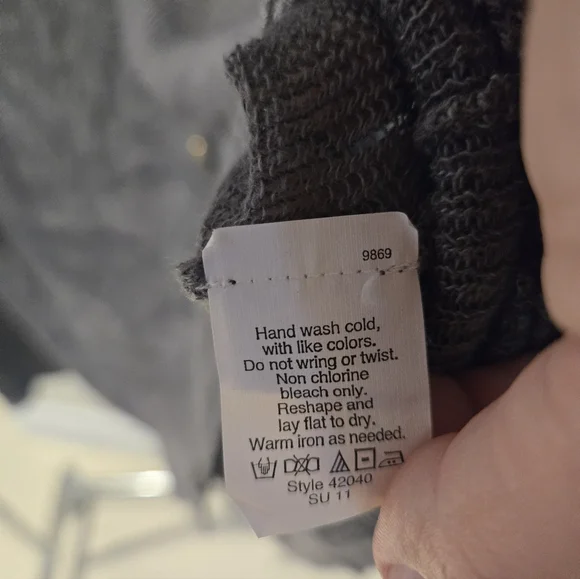 9869
Hand wash cold,
with like colors.
Do not wring or twist.
Non chlorine
bleach only.
Reshape and
lay flat to dry.
Warm iron as needed.
Style 42040
SU 11